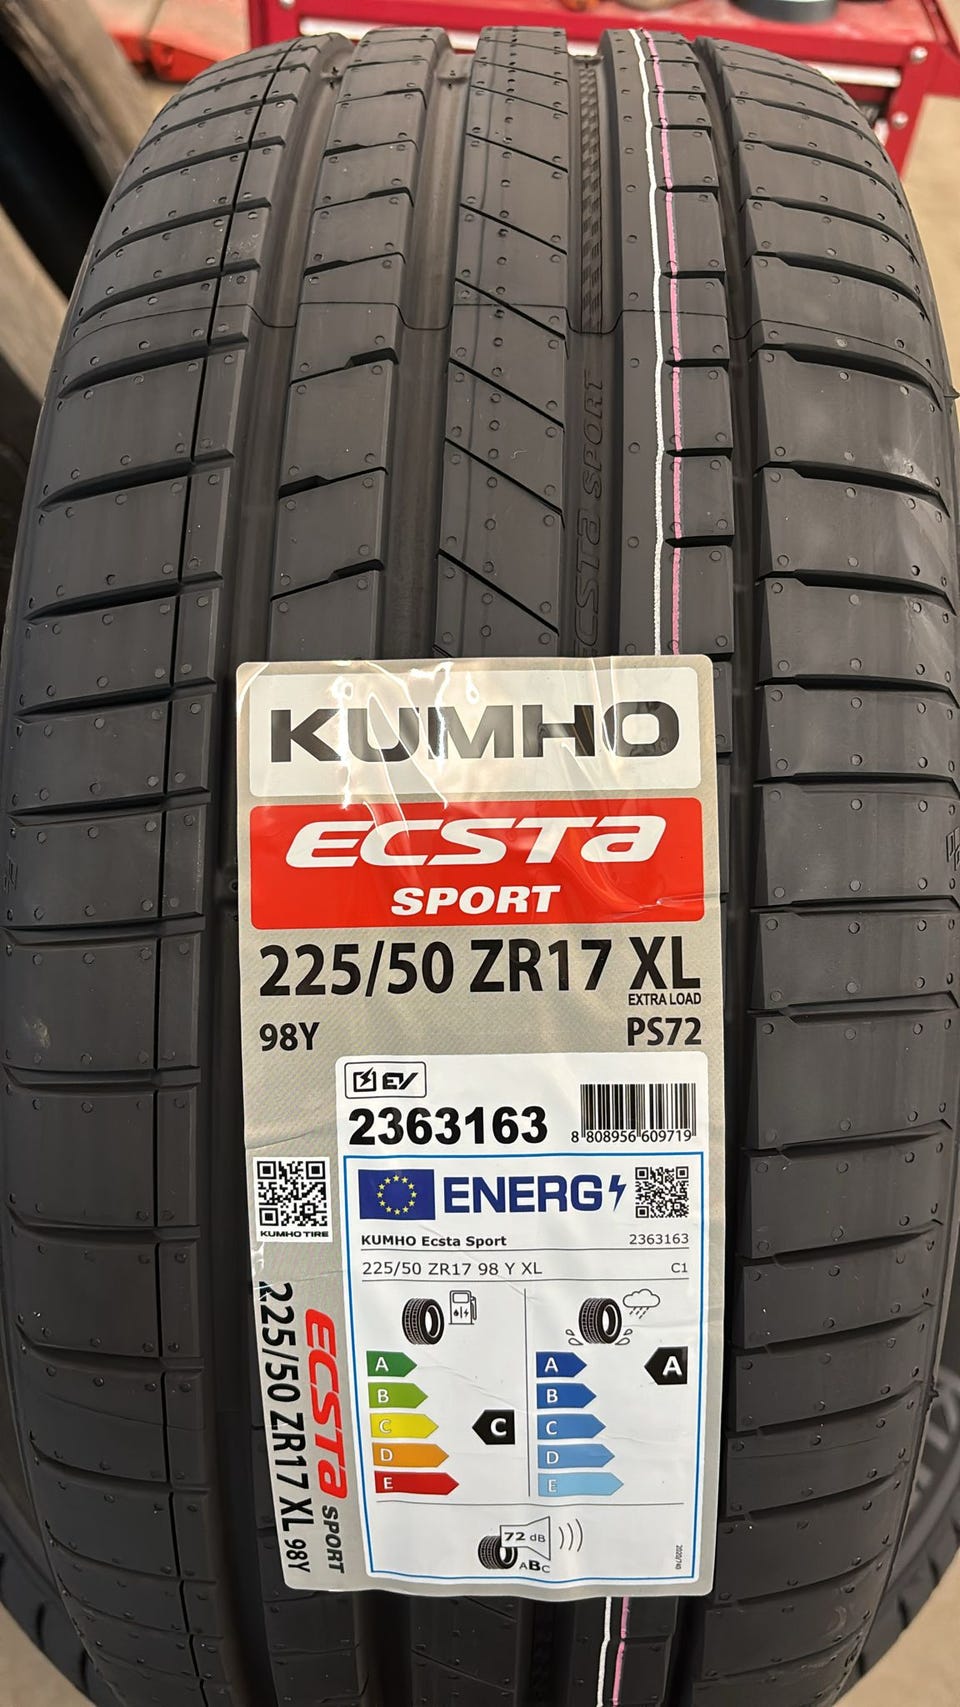 ECSTA SPORT
KUMHO
ECSTA
SPORT
225/50 ZR17 XL
EXTRA LOAD
98Y PS72
EV
2363163
8 808956 609719
ENERG
KUMHO TIRE
KUMHO Ecsta Sport 2363163
225/50 ZR17 98 Y XL C1
A A A
B B
C C C
D D
E E
72 dB
ABC
2020/740
225/50 ZR17 XL 98Y
ECSTA SPORT